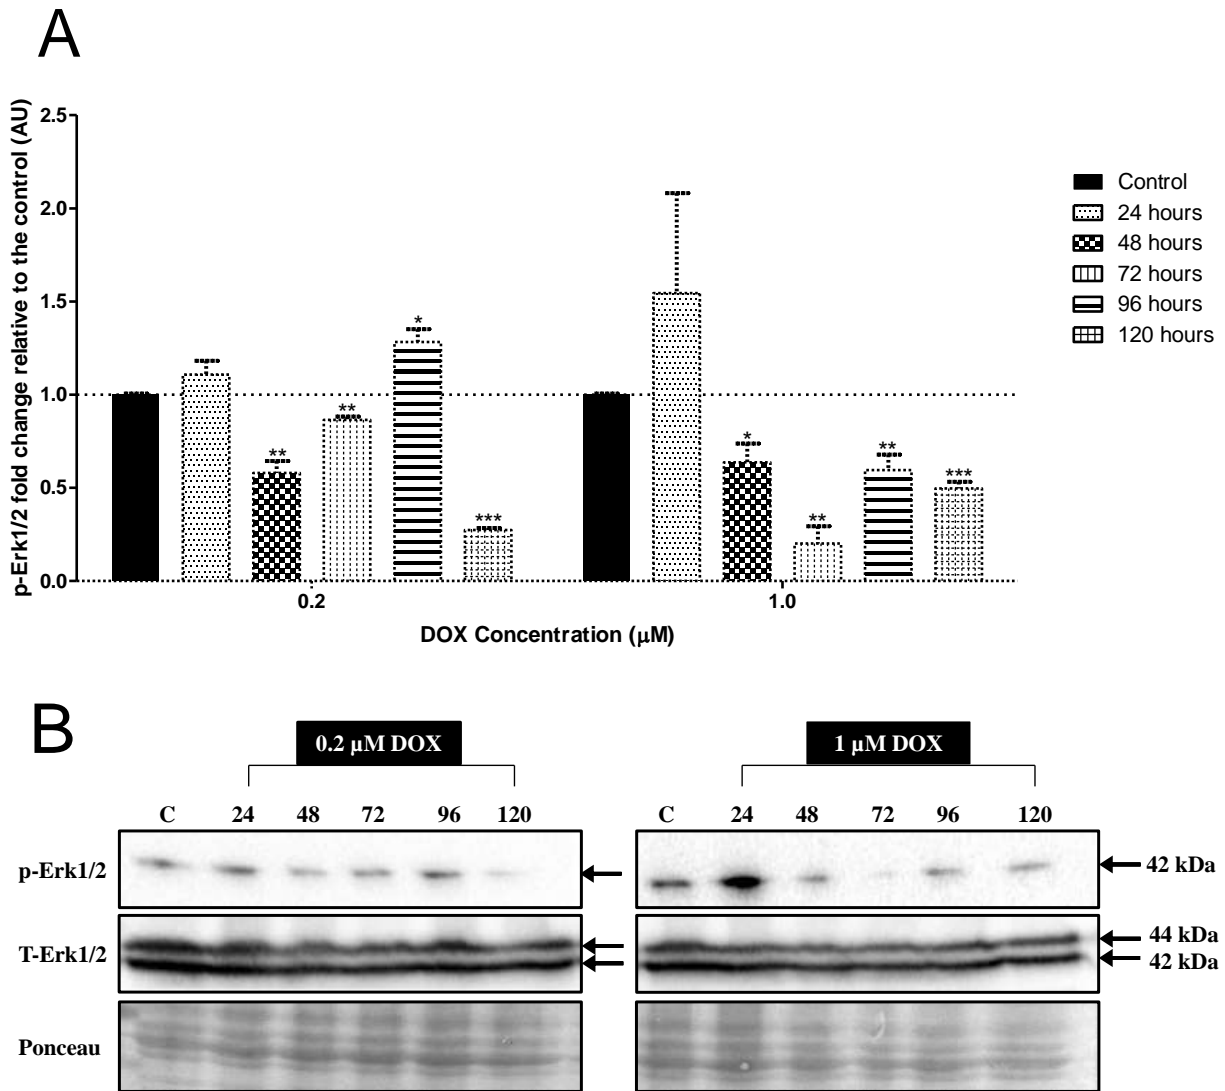 A
p-Erk1/2 fold change relative to the control (AU)
2.5
2.0
1.5
1.0
0.5
0.0
* 
** ** *** * ** ** ***
0.2 1.0
DOX Concentration (µM)
Control
24 hours
48 hours
72 hours
96 hours
120 hours
B
0.2 µM DOX 1 µM DOX
C 24 48 72 96 120 C 24 48 72 96 120
p-Erk1/2 42 kDa
T-Erk1/2 44 kDa
42 kDa
Ponceau